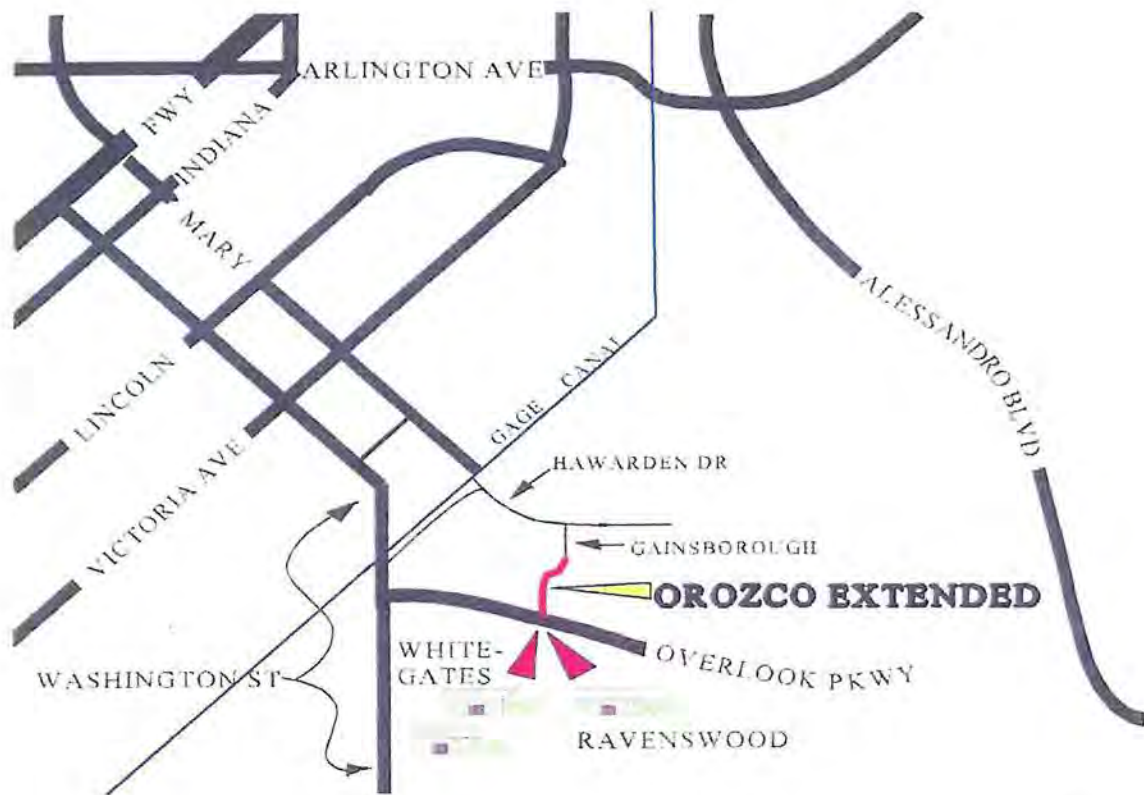 ARLINGTON AVE
FWY
INDIANA
MARY
ALESSANDRO BLVD
LINCOLN
GAGE CANAL
VICTORIA AVE
HAWARDEN DR
GAINSBOROUGH
OROZCO EXTENDED
WHITE-
GATES
OVERLOOK PKWY
WASHINGTON ST
RAVENSWOOD